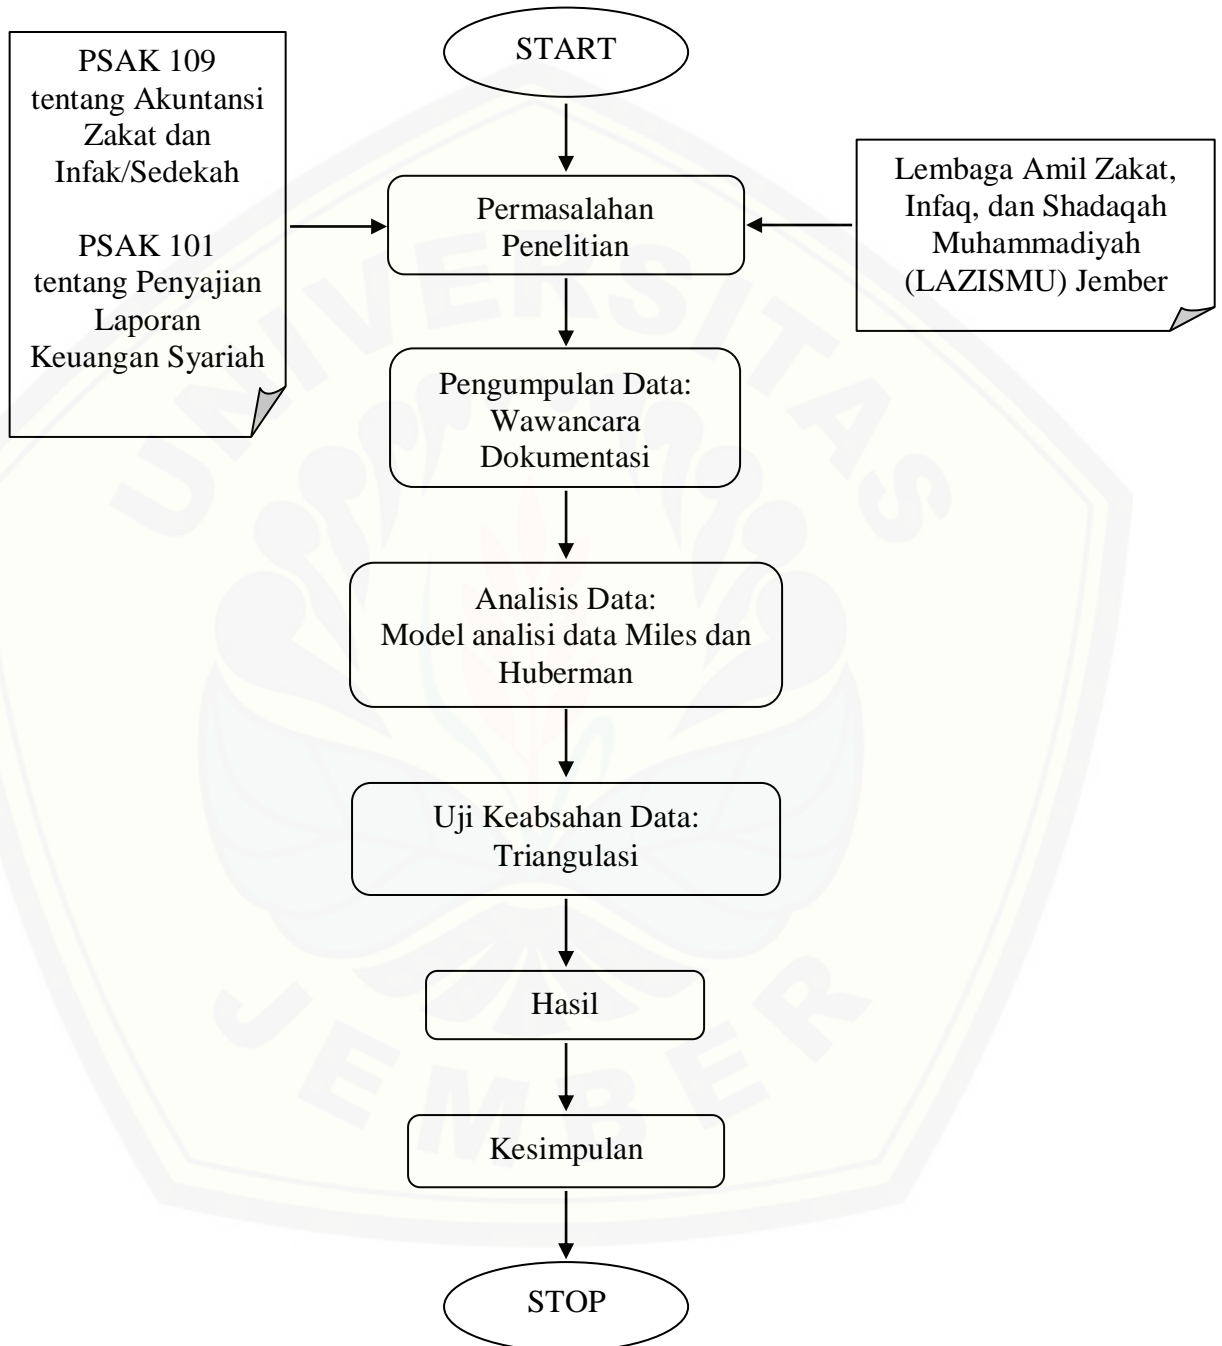 START
PSAK 109
tentang Akuntansi
Zakat dan
Infak/Sedekah
PSAK 101
tentang Penyajian
Laporan
Keuangan Syariah
Lembaga Amil Zakat,
Infaq, dan Shadaqah
Muhammadiyah
(LAZISMU) Jember
Permasalahan
Penelitian
Pengumpulan Data:
Wawancara
Dokumentasi
Analisis Data:
Model analisi data Miles dan
Huberman
Uji Keabsahan Data:
Triangulasi
Hasil
Kesimpulan
STOP
UNIVERSITAS
JEMBER